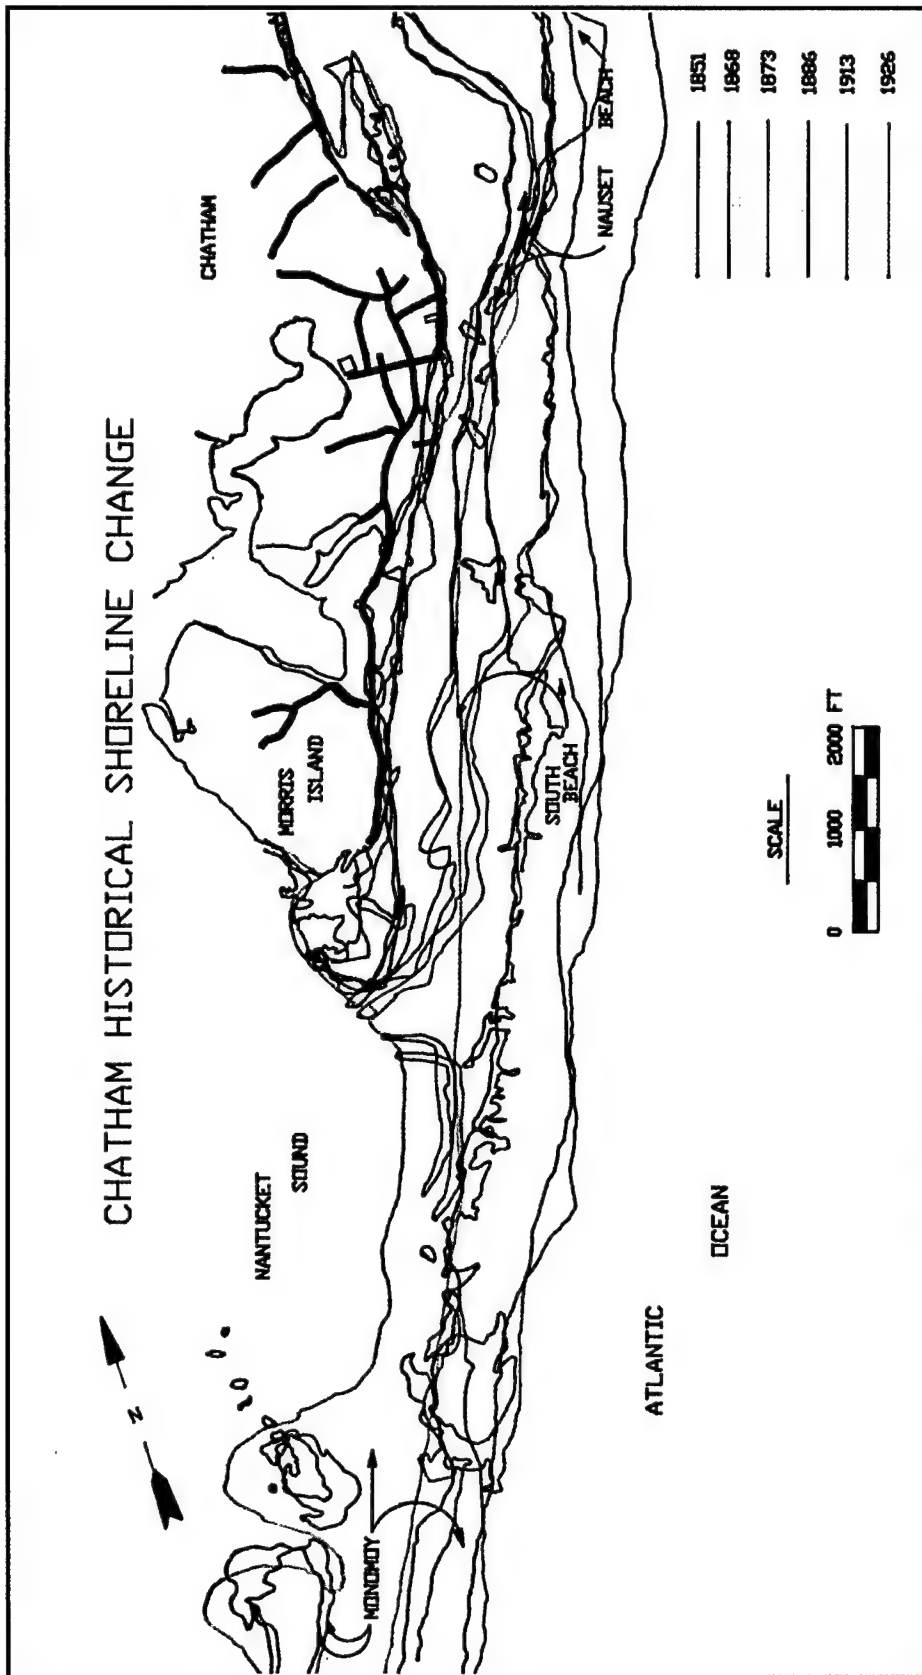 CHATHAM HISTORICAL SHORELINE CHANGE
CHATHAM
MORRIS
ISLAND
NANTUCKET
SOUND
N
MONOMOY
SOUTH
BEACH
NAUSET
BEACH
ATLANTIC
OCEAN
SCALE
0 1000 2000 FT
1851
1868
1873
1886
1913
1926